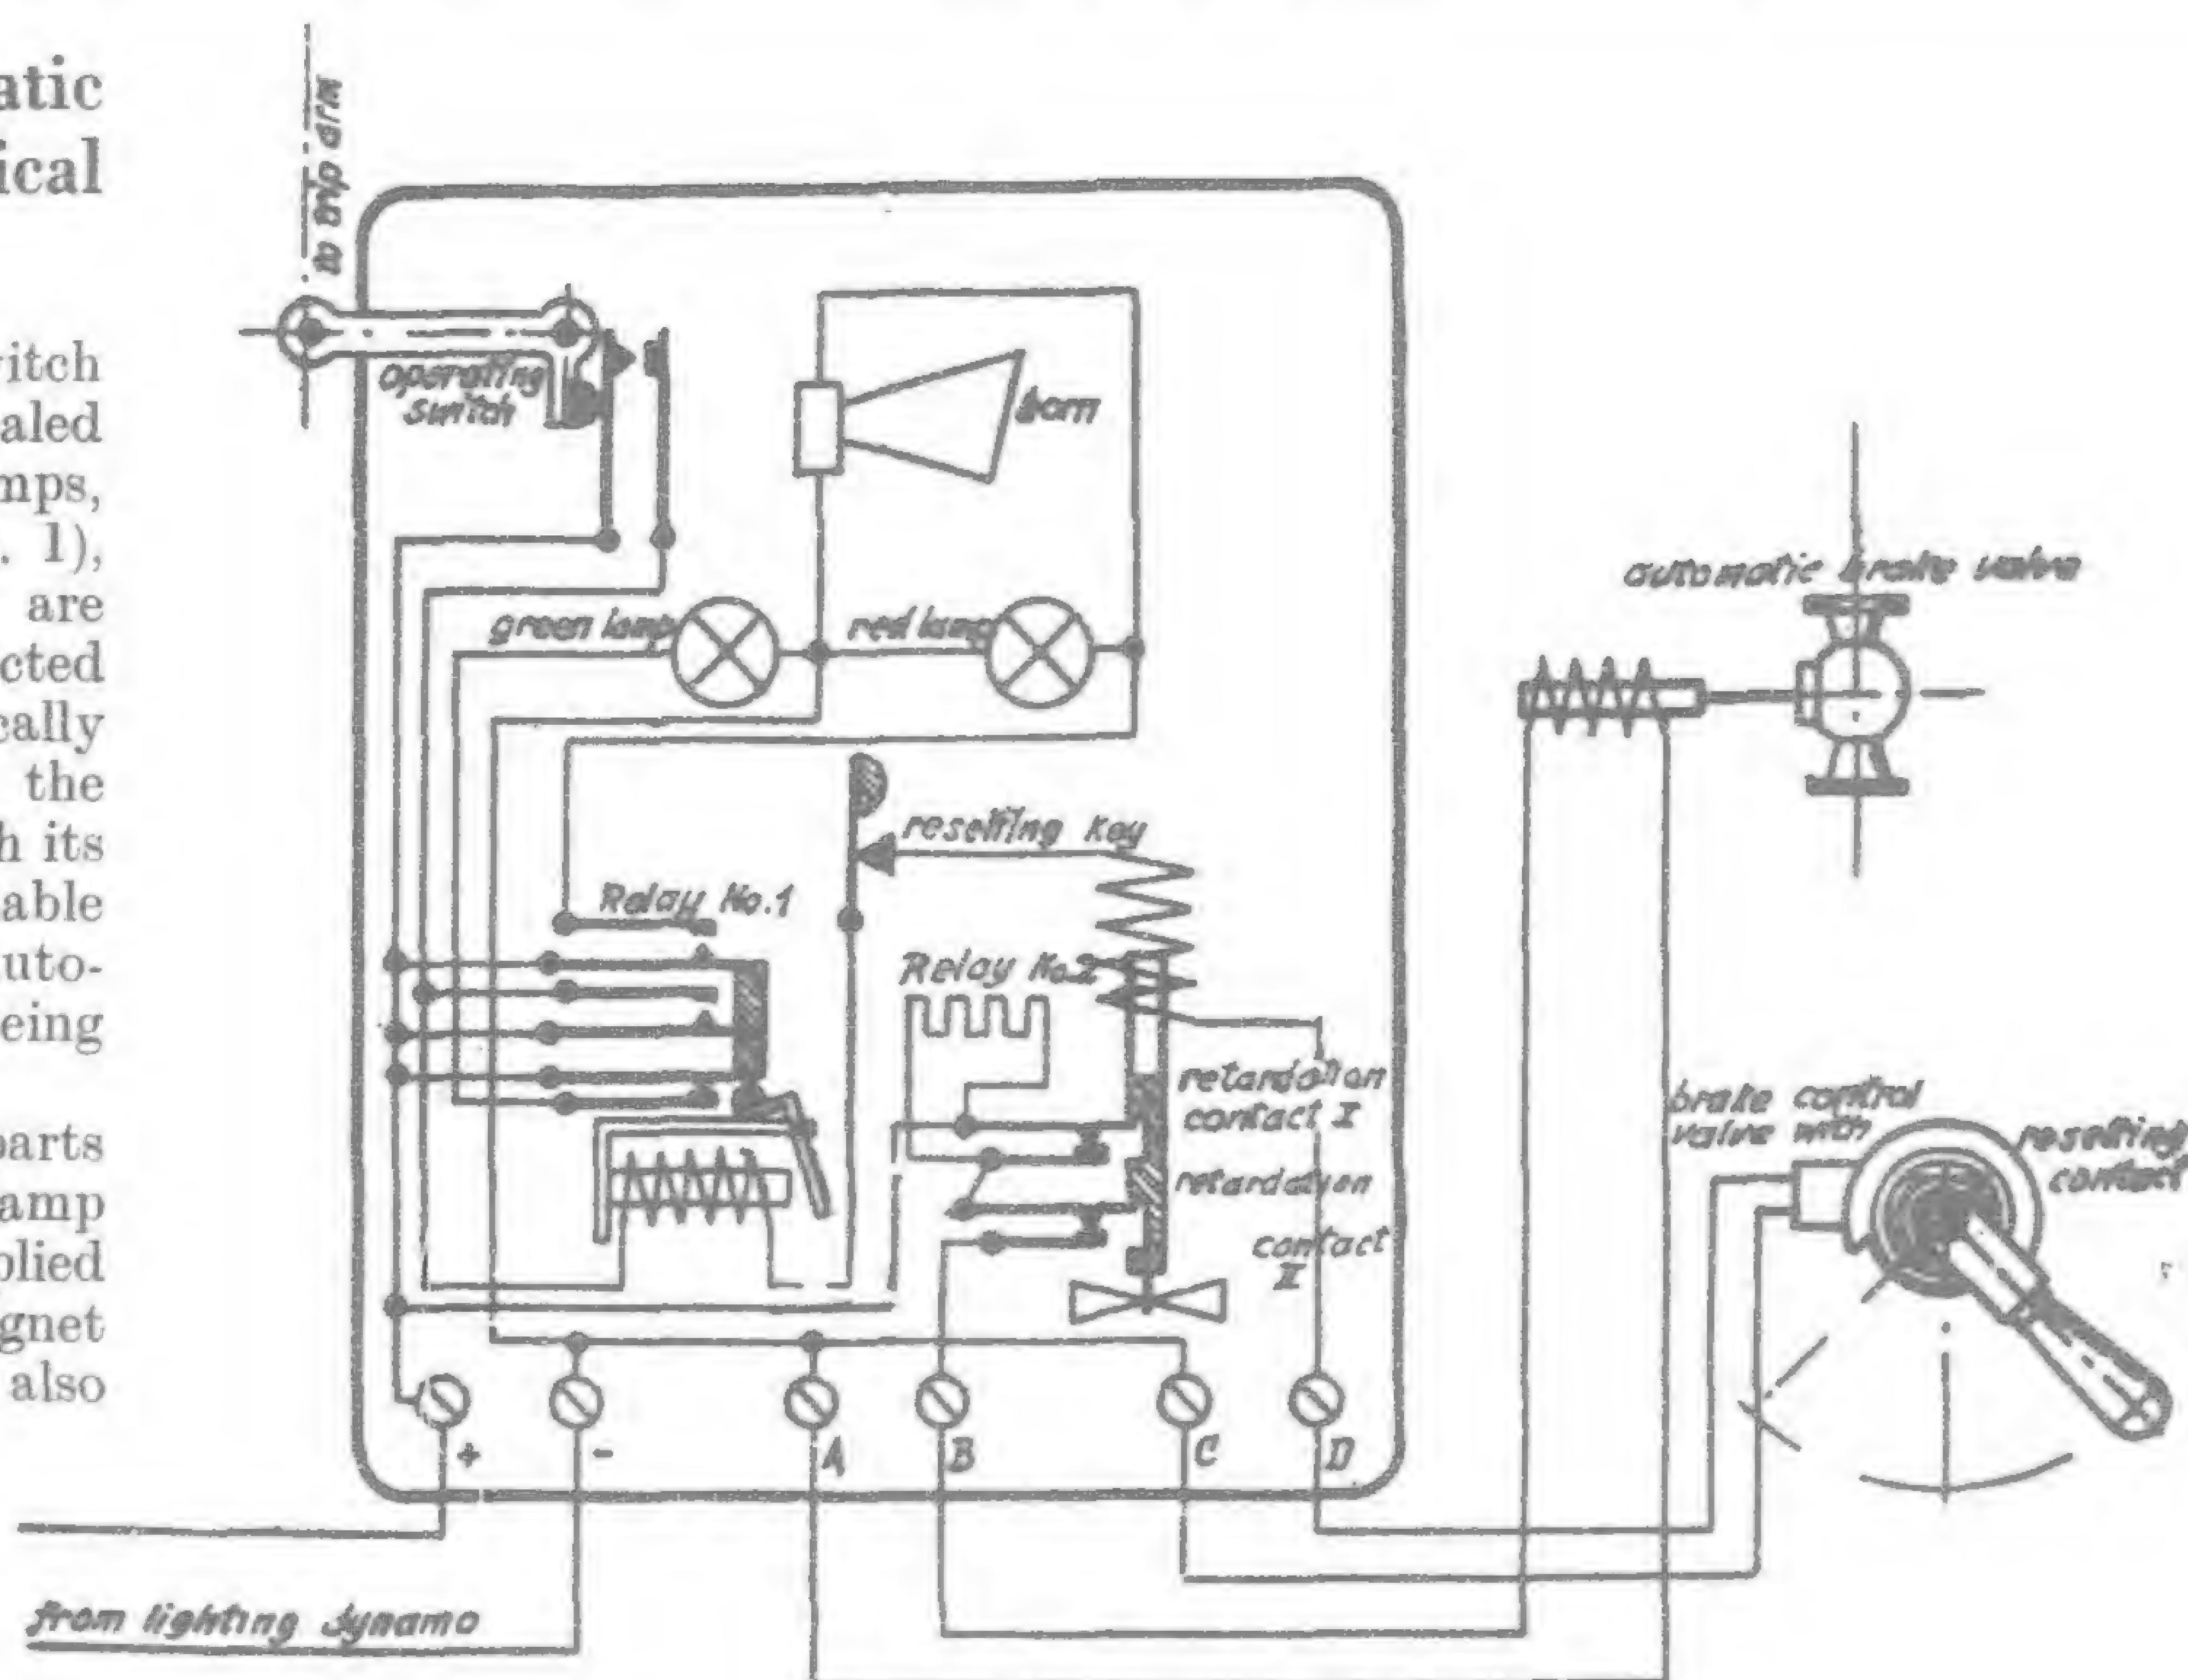 atic
ical
itch
aled
mps,
. 1),
are
cted
cally
the
h its
able
uto-
eing
parts
amp
plied
gnet
also
to trip arm
operating
switch
horn
green lamp
red lamp
automatic brake valve
resetting key
Relay No.1
Relay No.2
retardation
contact I
retardation
contact
II
brake control
valve with
resetting
contact
+
-
A
B
C
D
from lighting dynamo